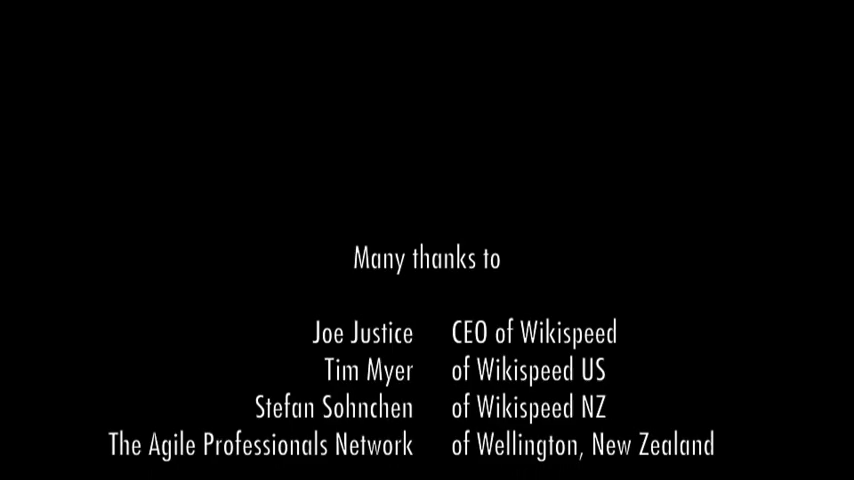 Many thanks to
Joe Justice CEO of Wikispeed
Tim Myer of Wikispeed US
Stefan Sohnchen of Wikispeed NZ
The Agile Professionals Network of Wellington, New Zealand